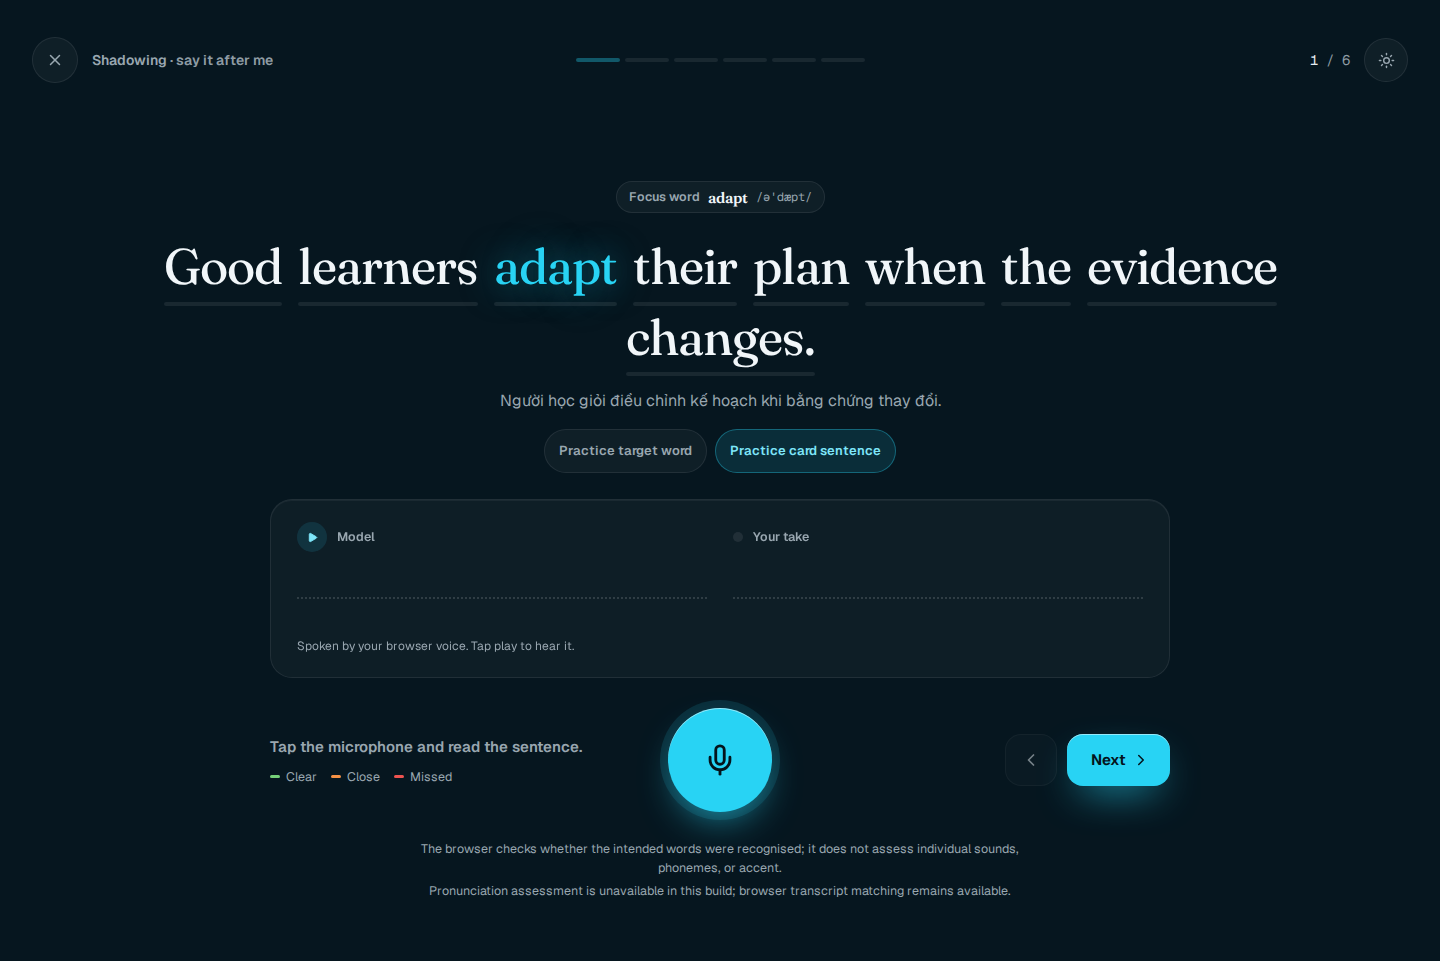 Shadowing · say it after me
1 / 6
Focus word adapt /əˈdæpt/
Good learners adapt their plan when the evidence
changes.
Người học giỏi điều chỉnh kế hoạch khi bằng chứng thay đổi.
Practice target word
Practice card sentence
Model
Your take
Spoken by your browser voice. Tap play to hear it.
Tap the microphone and read the sentence.
Clear Close Missed
Next
The browser checks whether the intended words were recognised; it does not assess individual sounds,
phonemes, or accent.
Pronunciation assessment is unavailable in this build; browser transcript matching remains available.